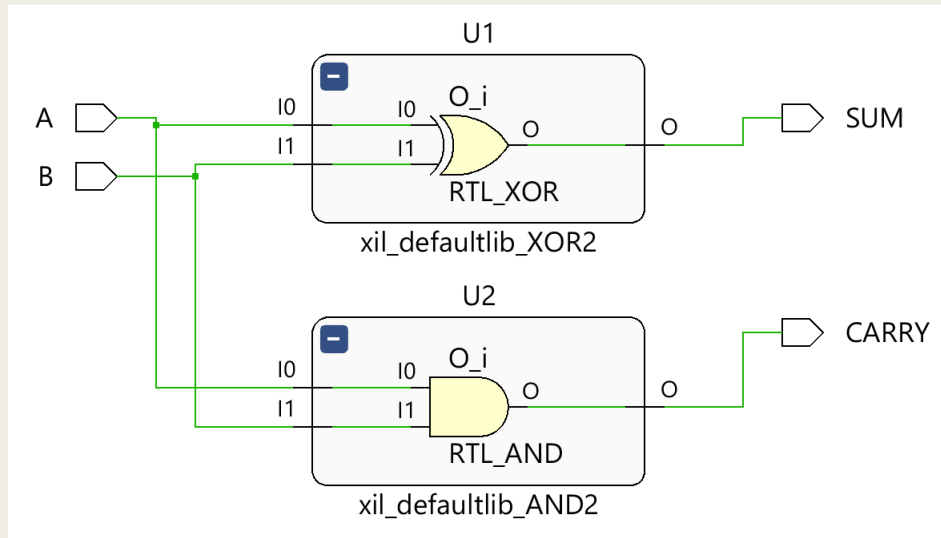 U1
O_i
A
I0
I0
I1
I1
O
O
SUM
B
RTL_XOR
xil_defaultlib_XOR2
U2
O_i
CARRY
I0
I0
I1
I1
O
O
RTL_AND
xil_defaultlib_AND2